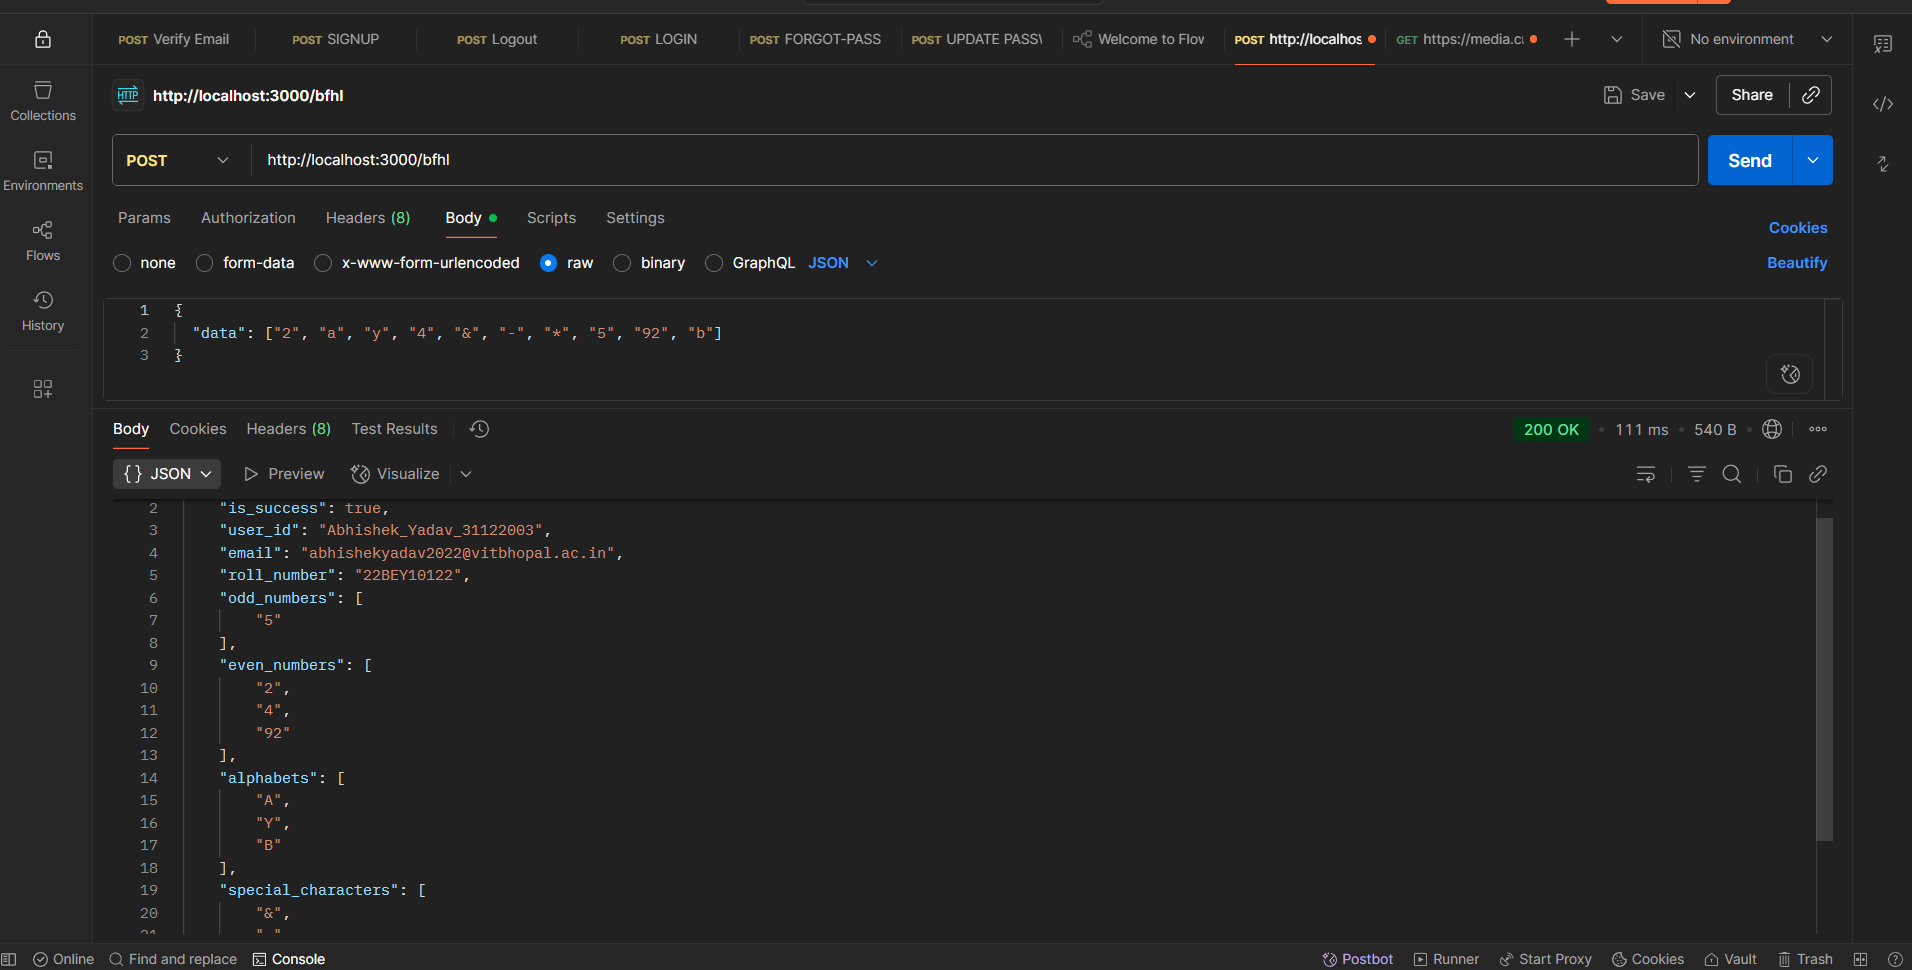 POST Verify Email
POST SIGNUP
POST Logout
POST LOGIN
POST FORGOT-PASS
POST UPDATE PASSW
Welcome to Flow
POST http://localhos
GET https://media.c
No environment
HTTP http://localhost:3000/bfhl
Save
Share
Collections
Environments
Flows
History
POST http://localhost:3000/bfhl
Send
Params Authorization Headers (8) Body Scripts Settings
Cookies
none form-data x-www-form-urlencoded raw binary GraphQL JSON
Beautify
1 {
2 "data": ["2", "a", "y", "4", "&", "-", "*", "5", "92", "b"]
3 }
Body Cookies Headers (8) Test Results
200 OK • 111 ms • 540 B
{} JSON Preview Visualize
2 "is_success": true,
3 "user_id": "Abhishek_Yadav_31122003",
4 "email": "abhishekyadav2022@vitbhopal.ac.in",
5 "roll_number": "22BEY10122",
6 "odd_numbers": [
7 "5"
8 ],
9 "even_numbers": [
10 "2",
11 "4",
12 "92"
13 ],
14 "alphabets": [
15 "A",
16 "Y",
17 "B"
18 ],
19 "special_characters": [
20 "&",
Online Find and replace Console
Postbot Runner Start Proxy Cookies Vault Trash